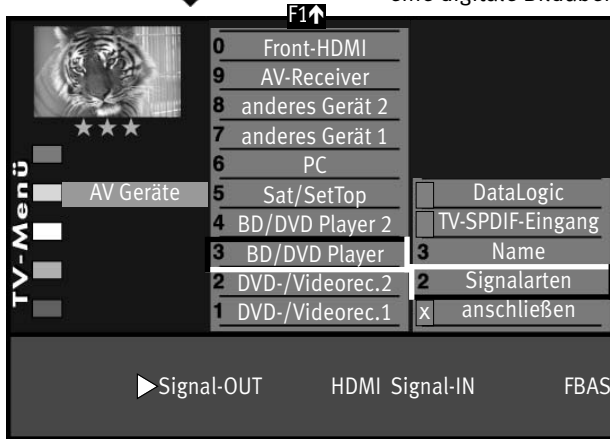 F1↑
0 Front-HDMI
9 AV-Receiver
8 anderes Gerät 2
7 anderes Gerät 1
6 PC
TV-Menü
AV Geräte
5 Sat/SetTop
4 BD/DVD Player 2
3 BD/DVD Player
2 DVD-/Videorec.2
1 DVD-/Videorec.1
DataLogic
TV-SPDIF-Eingang
3 Name
2 Signalarten
x anschließen
Signal-OUT HDMI Signal-IN FBAS